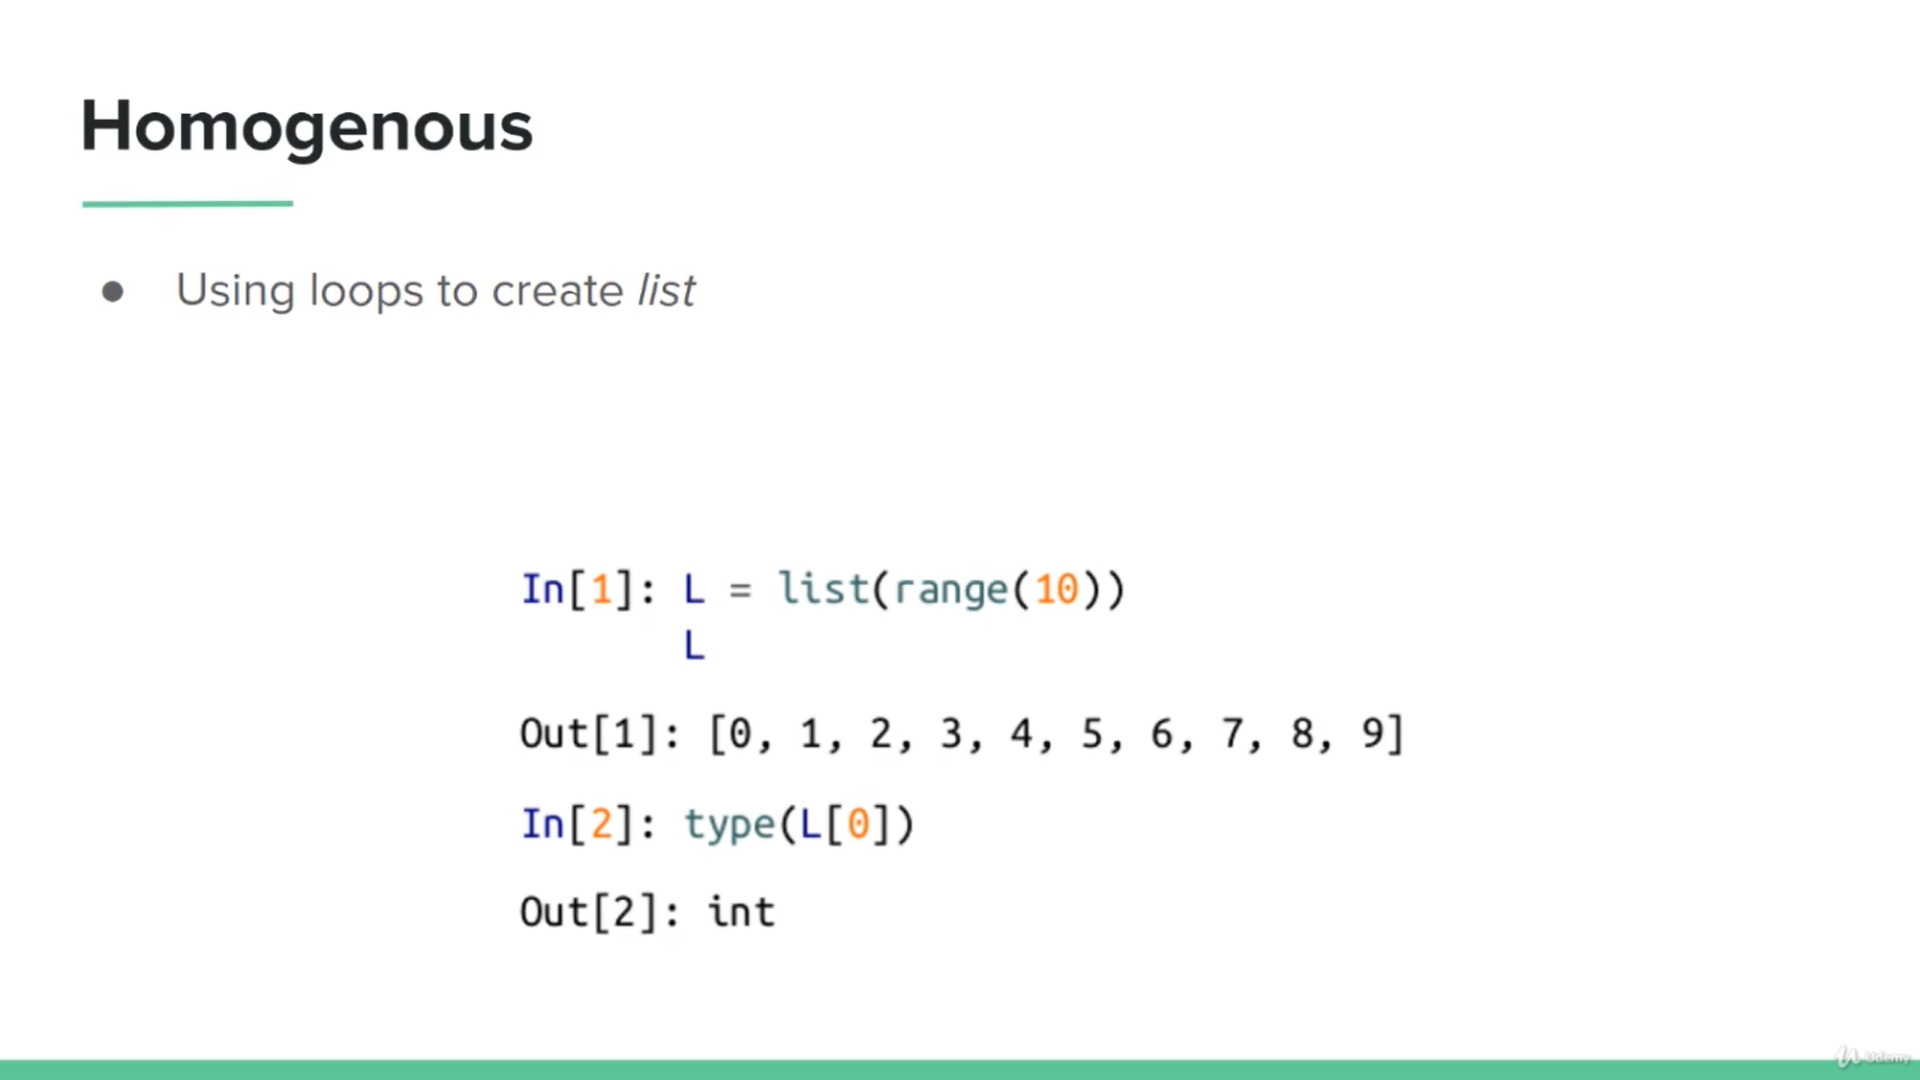 Homogenous
● Using loops to create list
In[1]: L = list(range(10))
L
Out[1]: [0, 1, 2, 3, 4, 5, 6, 7, 8, 9]
In[2]: type(L[0])
Out[2]: int
Udemy